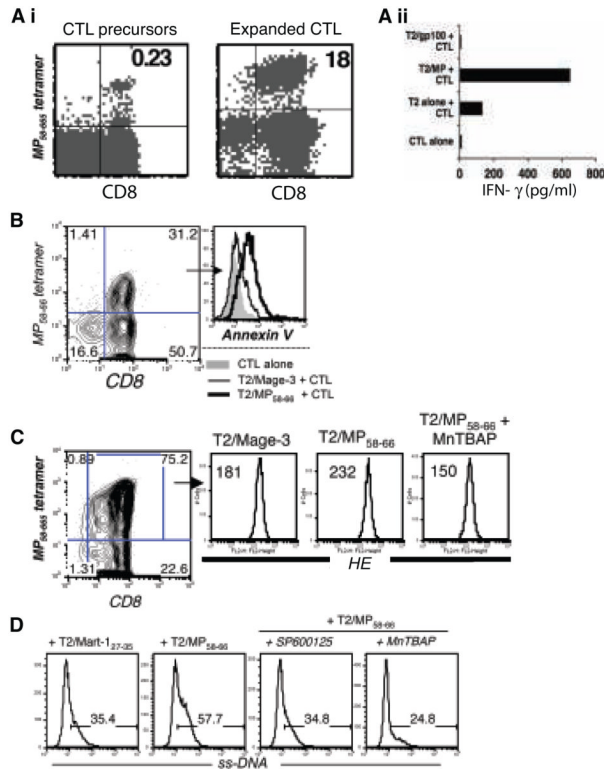 A i
CTL precursors
Expanded CTL
0.23
18
MP58-665 tetramer
CD8
CD8
A ii
T2/gp100 +
CTL
T2/MP +
CTL
T2 alone +
CTL
CTL alone
0 200 400 600 800
IFN- γ (pg/ml)
B
1.41
31.2
16.6
50.7
MP58-66 tetramer
CD8
Annexin V
CTL alone
T2/Mage-3 + CTL
T2/MP58-66 + CTL
C
0.89
75.2
1.31
22.6
MP58-665 tetramer
CD8
T2/Mage-3
T2/MP58-66
T2/MP58-66 +
MnTBAP
181
232
150
HE
D
+ T2/MP58-66
+ T2/Mart-127-35
+ T2/MP58-66
+ SP600125
+ MnTBAP
35.4
57.7
34.8
24.8
ss-DNA